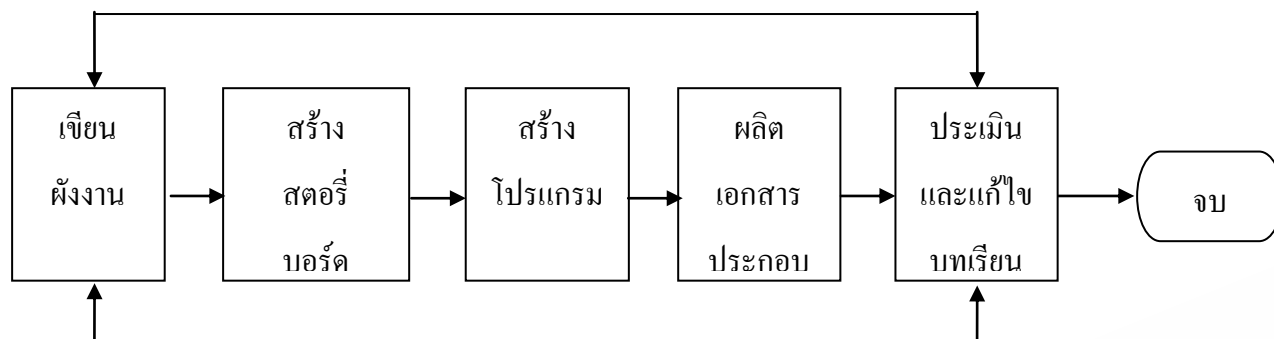 เขียน
ผังงาน
สร้าง
สตอรี่
บอร์ด
สร้าง
โปรแกรม
ผลิต
เอกสาร
ประกอบ
ประเมิน
และแก้ไข
บทเรียน
จบ